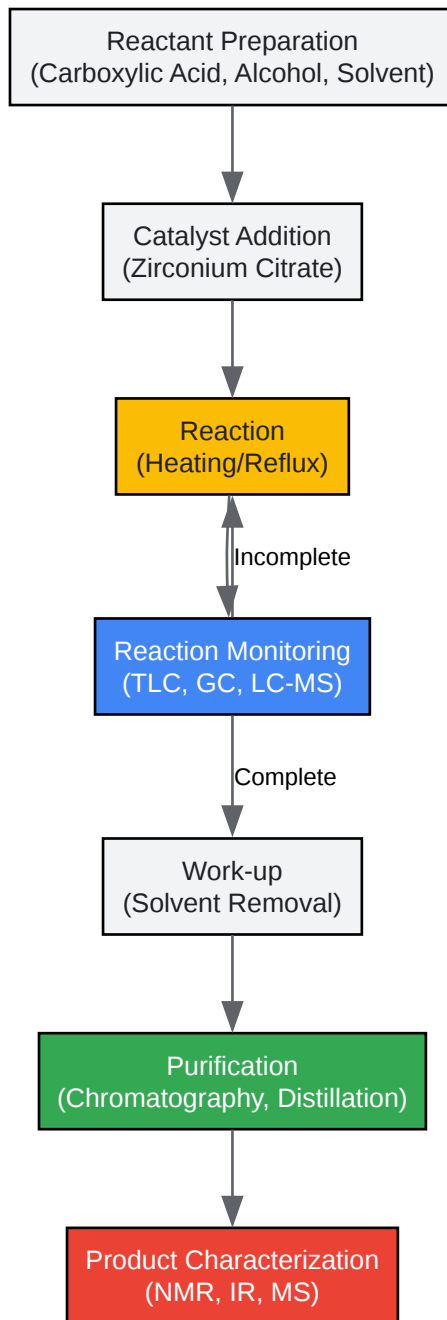 Reactant Preparation
(Carboxylic Acid, Alcohol, Solvent)
Catalyst Addition
(Zirconium Citrate)
Reaction
(Heating/Reflux)
Incomplete
Reaction Monitoring
(TLC, GC, LC-MS)
Complete
Work-up
(Solvent Removal)
Purification
(Chromatography, Distillation)
Product Characterization
(NMR, IR, MS)